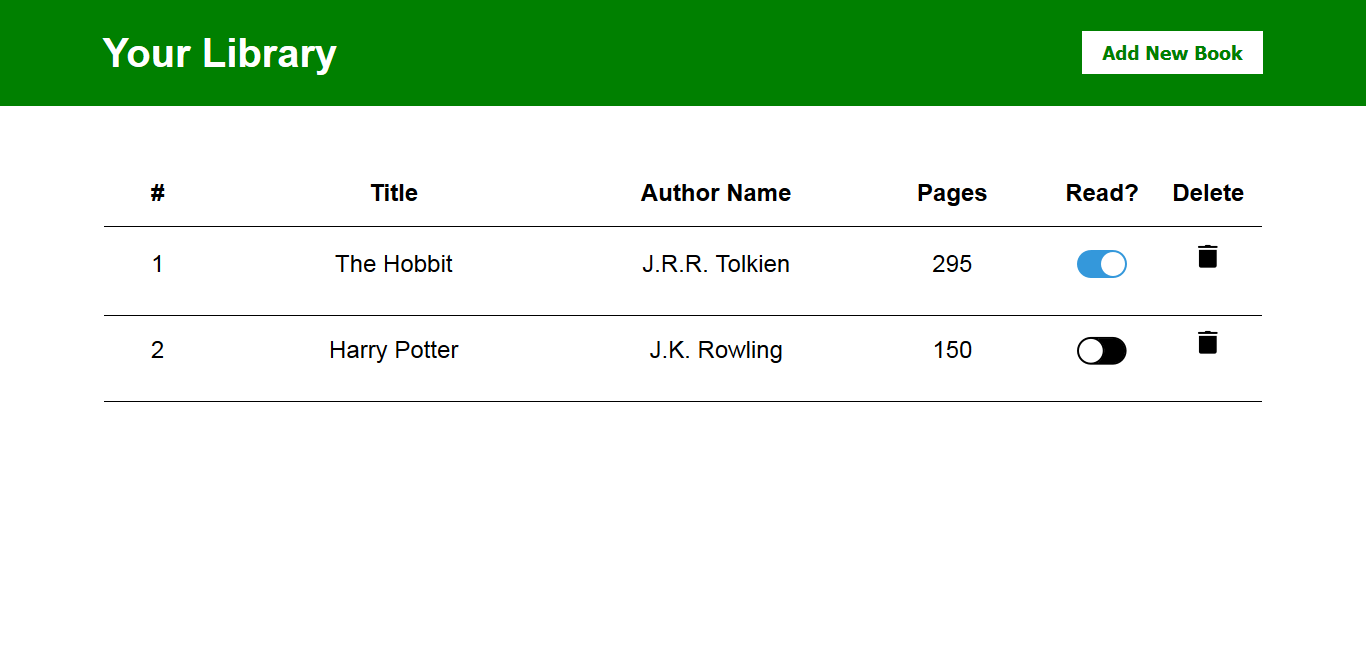 Your Library
Add New Book
# Title Author Name Pages Read? Delete
1 The Hobbit J.R.R. Tolkien 295
2 Harry Potter J.K. Rowling 150